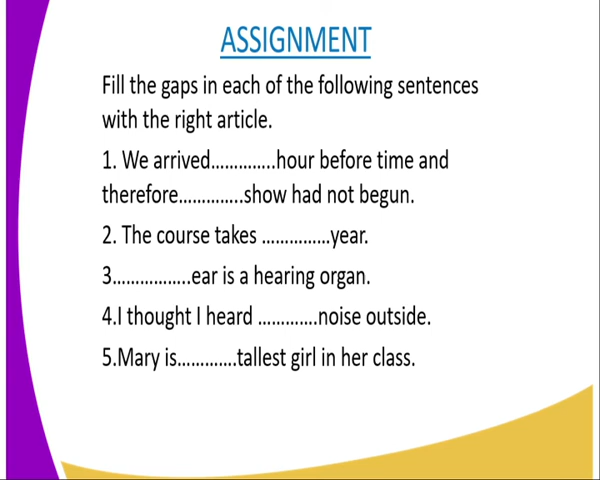 ASSIGNMENT
Fill the gaps in each of the following sentences
with the right article.
1. We arrived…………..hour before time and
therefore…………..show had not begun.
2. The course takes ……………year.
3……………..ear is a hearing organ.
4.I thought I heard ………….noise outside.
5.Mary is………….tallest girl in her class.